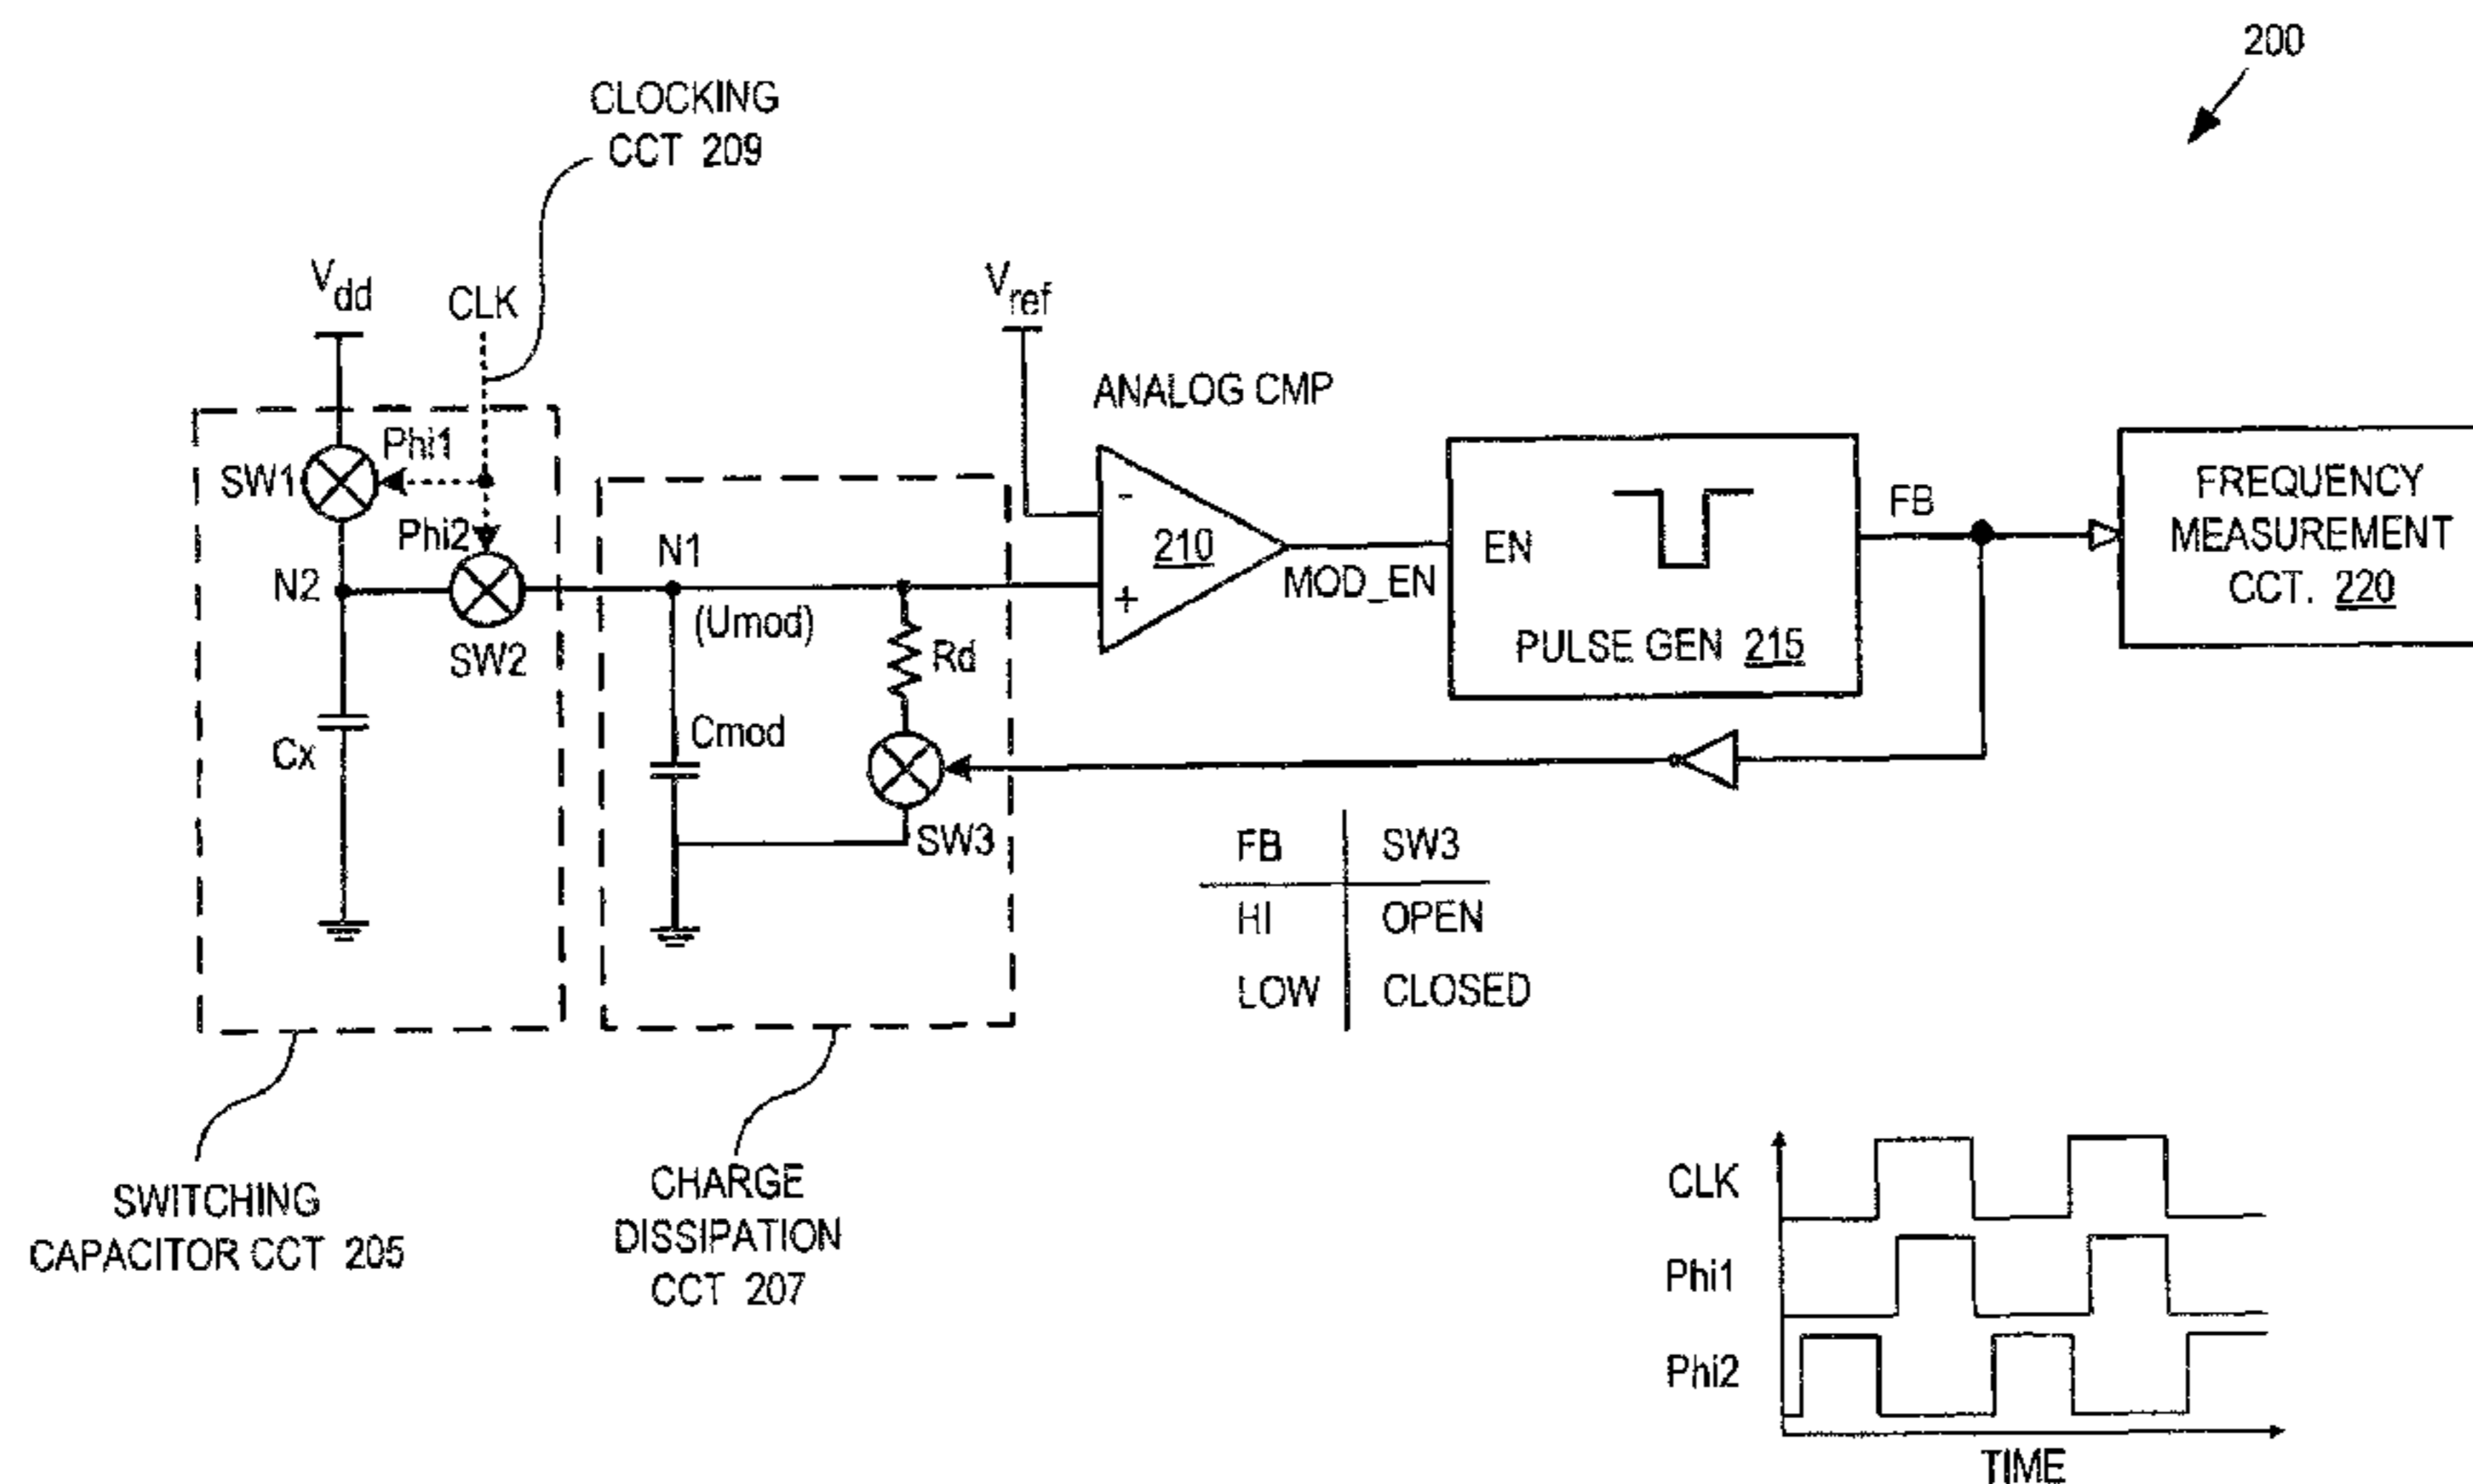 200
CLOCKING
CCT 209
Vdd
CLK
Vref
ANALOG CMP
Phi1
SW1
Phi2
N2
SW2
N1
(Umod)
Rd
Cx
Cmod
SW3
-
+
210
MOD_EN
EN
PULSE GEN 215
FB
FREQUENCY
MEASUREMENT
CCT. 220
FB SW3
HI OPEN
LOW CLOSED
SWITCHING
CAPACITOR CCT 205
CHARGE
DISSIPATION
CCT 207
CLK
Phi1
Phi2
TIME